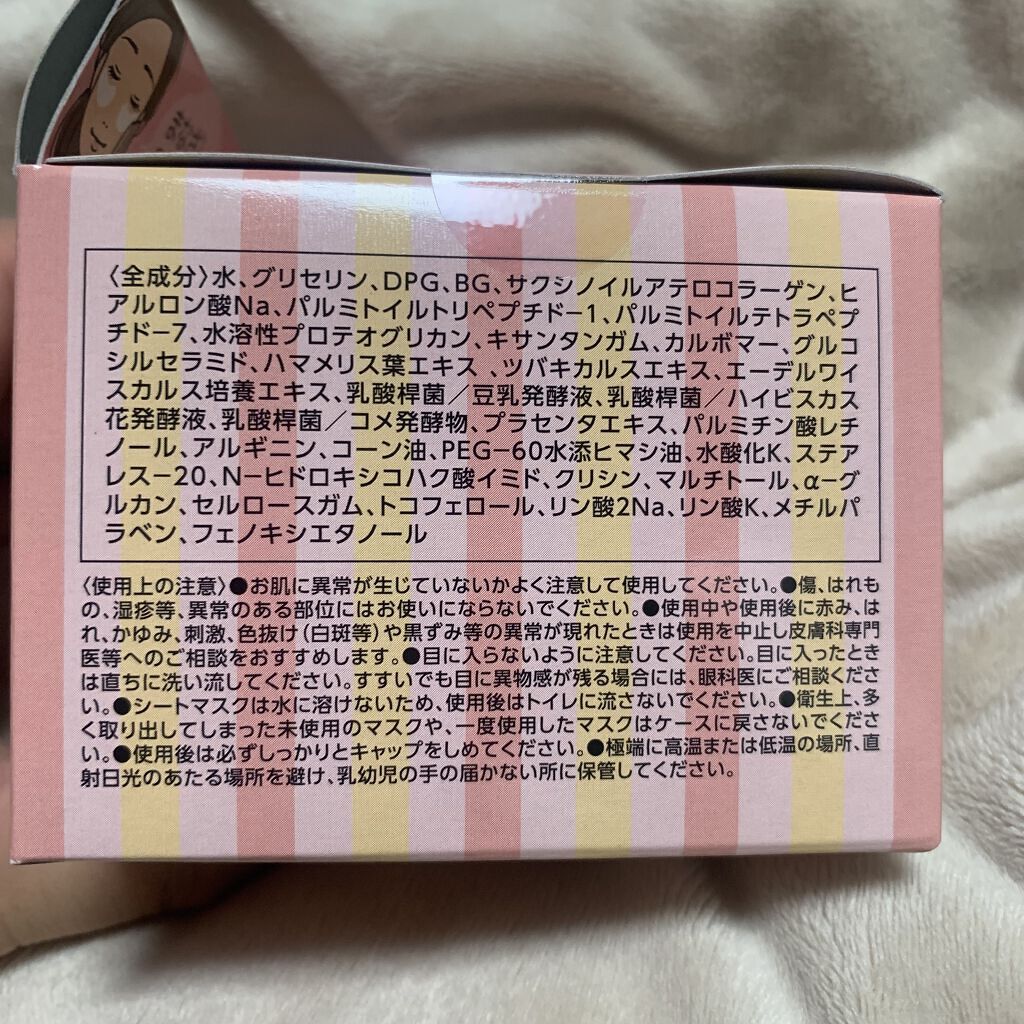 〈全成分〉水、グリセリン、DPG、BG、サクシノイルアテロコラーゲン、ヒ
アルロン酸Na、パルミトイルトリペプチド-1、パルミトイルテトラペプ
チド-7、水溶性プロテオグリカン、キサンタンガム、カルボマー、グルコ
シルセラミド、ハマメリス葉エキス 、ツバキカルスエキス、エーデルワイ
スカルス培養エキス、乳酸桿菌/豆乳発酵液、乳酸桿菌/ハイビスカス
花発酵液、乳酸桿菌/コメ発酵物、プラセンタエキス、パルミチン酸レチ
ノール、アルギニン、コーン油、PEG-60水添ヒマシ油、水酸化K、ステア
レス-20、N-ヒドロキシコハク酸イミド、クリシン、マルチトール、α-グ
ルカン、セルロースガム、トコフェロール、リン酸2Na、リン酸K、メチルパ
ラベン、フェノキシエタノール
〈使用上の注意〉●お肌に異常が生じていないかよく注意して使用してください。●傷、はれも
の、湿疹等、異常のある部位にはお使いにならないでください。●使用中や使用後に赤み、は
れ、かゆみ、刺激、色抜け(白斑等)や黒ずみ等の異常が現れたときは使用を中止し皮膚科専門
医等へのご相談をおすすめします。●目に入らないように注意してください。目に入ったとき
は直ちに洗い流してください。すすいでも目に異物感が残る場合には、眼科医にご相談くださ
い。●シートマスクは水に溶けないため、使用後はトイレに流さないでください。●衛生上、多
く取り出してしまった未使用のマスクや、一度使用したマスクはケースに戻さないでくださ
い。●使用後は必ずしっかりとキャップをしめてください。●極端に高温または低温の場所、直
射日光のあたる場所を避け、乳幼児の手の届かない所に保管してください。